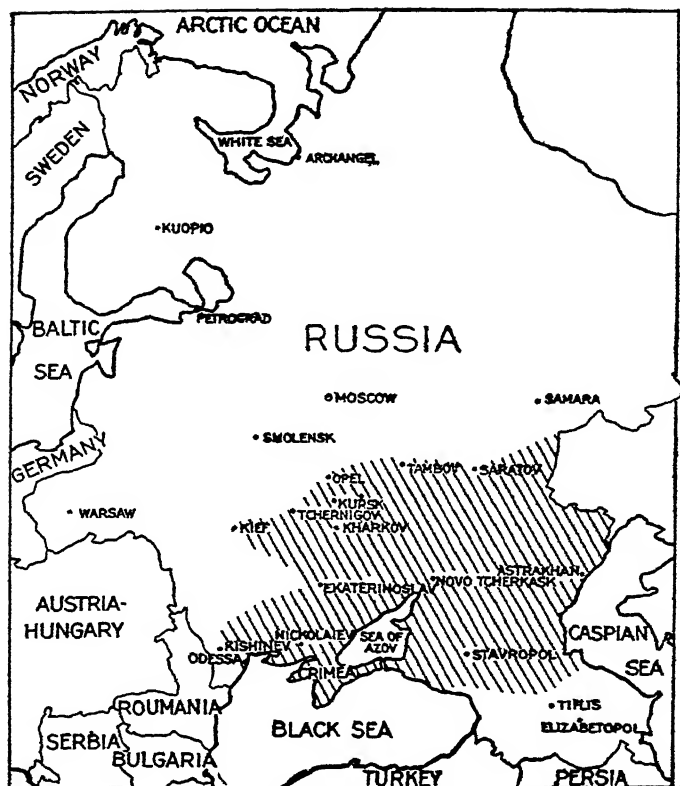 ARCTIC OCEAN
NORWAY
SWEDEN
WHITE SEA
ARCHANGEL
KUOPIO
PETROGRAD
BALTIC
SEA
RUSSIA
MOSCOW
SAMARA
SMOLENSK
GERMANY
TAMBOV
SARATOV
OPEL
KURSK
WARSAW
TCHERNIGOV
KIEF
KHARKOV
ASTRAKHAN
NOVO TCHERKASK
EKATERINOSLAV
AUSTRIA-
HUNGARY
NICKOLAIEV
SEA OF
AZOV
CASPIAN
SEA
KISHINEV
ODESSA
STAVROPOL
CRIMEA
ROUMANIA
TIFLIS
ELIZABETOPOL
BLACK SEA
SERBIA
BULGARIA
TURKEY
PERSIA